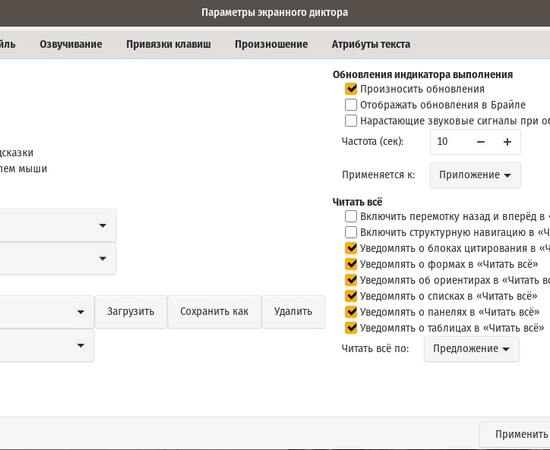 Параметры экранного диктора
йль Озвучивание Привязки клавиш Произношение Атрибуты текста
Обновления индикатора выполнения
Произносить обновления
Отображать обновления в Брайле
Нарастающие звуковые сигналы при об
Частота (сек): 10 − +
дсказки
лем мыши
Применяется к: Приложение
Читать всё
Включить перемотку назад и вперёд в «
Включить структурную навигацию в «Ч
Уведомлять о блоках цитирования в «Ч
Уведомлять о формах в «Читать всё»
Уведомлять об ориентирах в «Читать вс
Уведомлять о списках в «Читать всё»
Уведомлять о панелях в «Читать всё»
Уведомлять о таблицах в «Читать всё»
Загрузить Сохранить как Удалить
Читать всё по: Предложение
Применить